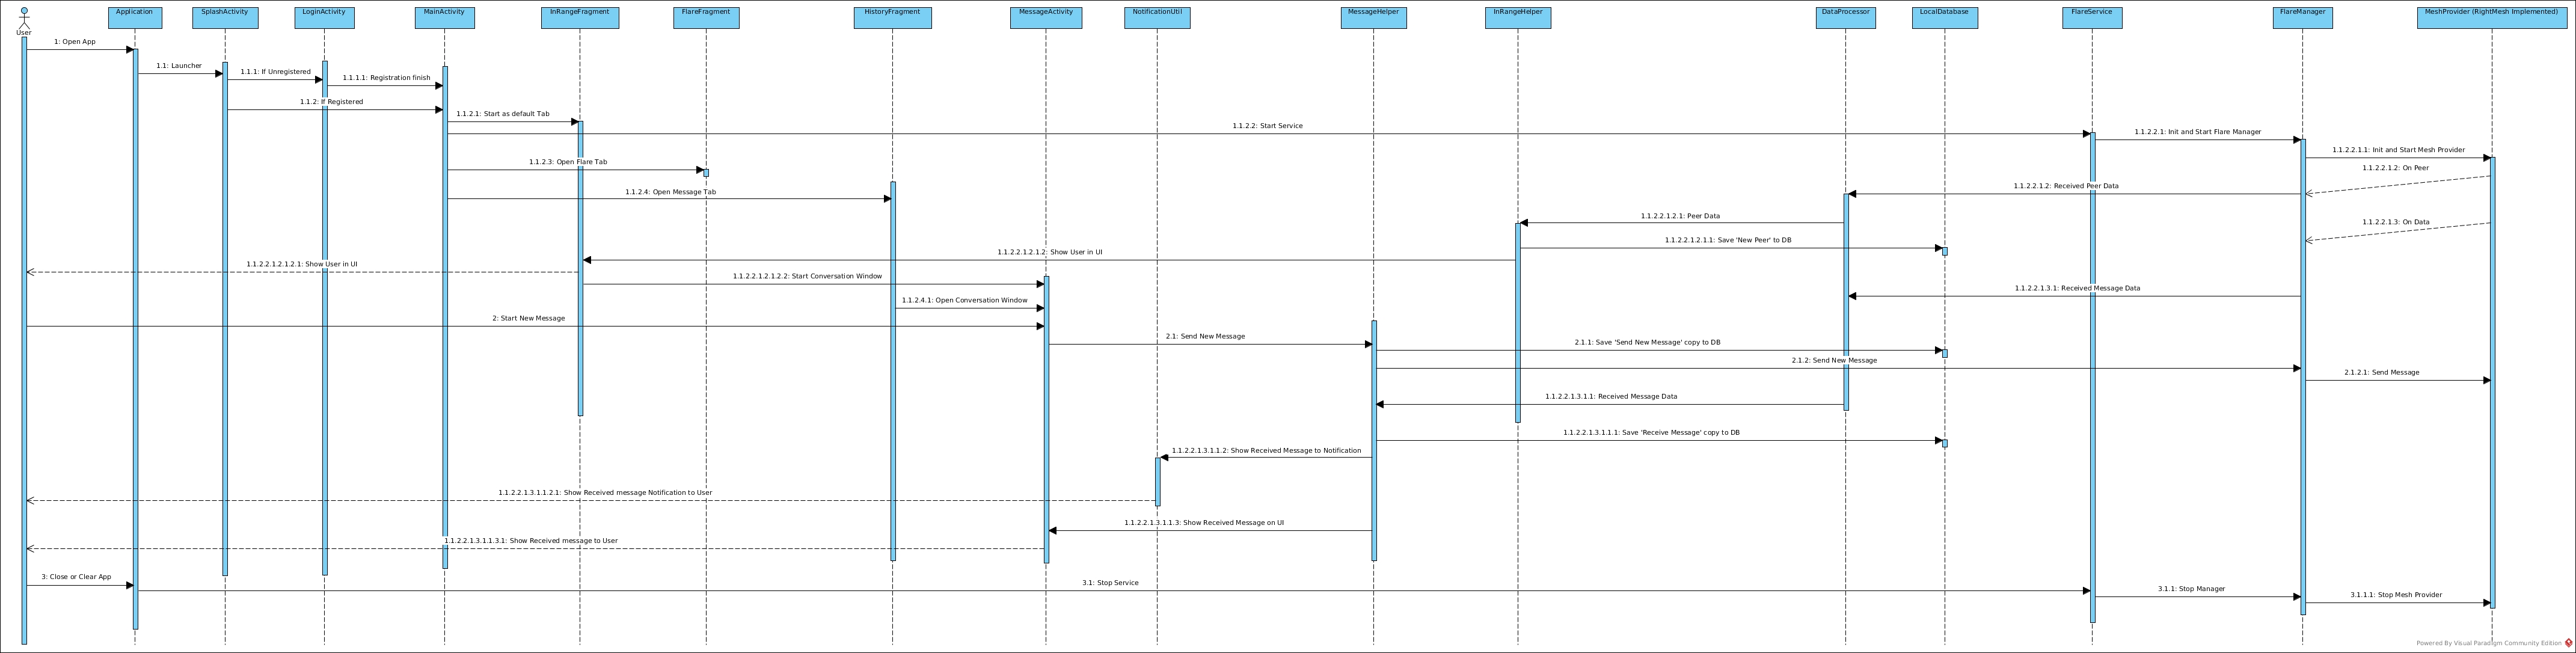 Application
SplashActivity
LoginActivity
MainActivity
InRangeFragment
FlareFragment
HistoryFragment
MessageActivity
NotificationUtil
MessageHelper
InRangeHelper
DataProcessor
LocalDatabase
FlareService
FlareManager
MeshProvider (RightMesh Implemented)
User
1: Open App
1.1: Launcher
1.1.1: If Unregistered
1.1.1.1: Registration finish
1.1.2: If Registered
1.1.2.1: Start as default Tab
1.1.2.2: Start Service
1.1.2.2.1: Init and Start Flare Manager
1.1.2.2.1.1: Init and Start Mesh Provider
1.1.2.3: Open Flare Tab
1.1.2.2.1.2: On Peer
1.1.2.2.1.2: Received Peer Data
1.1.2.4: Open Message Tab
1.1.2.2.1.2.1: Peer Data
1.1.2.2.1.3: On Data
1.1.2.2.1.2.1.1: Save 'New Peer' to DB
1.1.2.2.1.2.1.2: Show User in UI
1.1.2.2.1.2.1.2.1: Show User in UI
1.1.2.2.1.2.1.2.2: Start Conversation Window
1.1.2.2.1.3.1: Received Message Data
1.1.2.4.1: Open Conversation Window
2: Start New Message
2.1: Send New Message
2.1.1: Save 'Send New Message' copy to DB
2.1.2: Send New Message
2.1.2.1: Send Message
1.1.2.2.1.3.1.1: Received Message Data
1.1.2.2.1.3.1.1.1: Save 'Receive Message' copy to DB
1.1.2.2.1.3.1.1.2: Show Received Message to Notification
1.1.2.2.1.3.1.1.2.1: Show Received message Notification to User
1.1.2.2.1.3.1.1.3: Show Received Message on UI
1.1.2.2.1.3.1.1.3.1: Show Received message to User
3: Close or Clear App
3.1: Stop Service
3.1.1: Stop Manager
3.1.1.1: Stop Mesh Provider
Powered By Visual Paradigm Community Edition